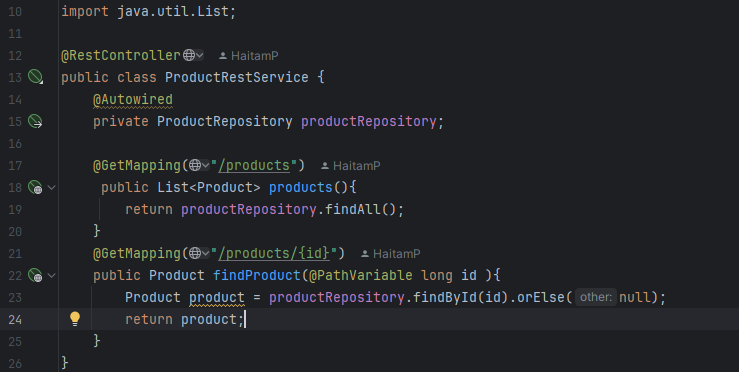 10 import java.util.List;
11
12 @RestController HaitamP
13 public class ProductRestService {
14 @Autowired
15 private ProductRepository productRepository;
16
17 @GetMapping("/products") HaitamP
18 public List<Product> products(){
19 return productRepository.findAll();
20 }
21 @GetMapping("/products/{id}") HaitamP
22 public Product findProduct(@PathVariable long id ){
23 Product product = productRepository.findById(id).orElse( other: null);
24 return product;
25 }
26 }